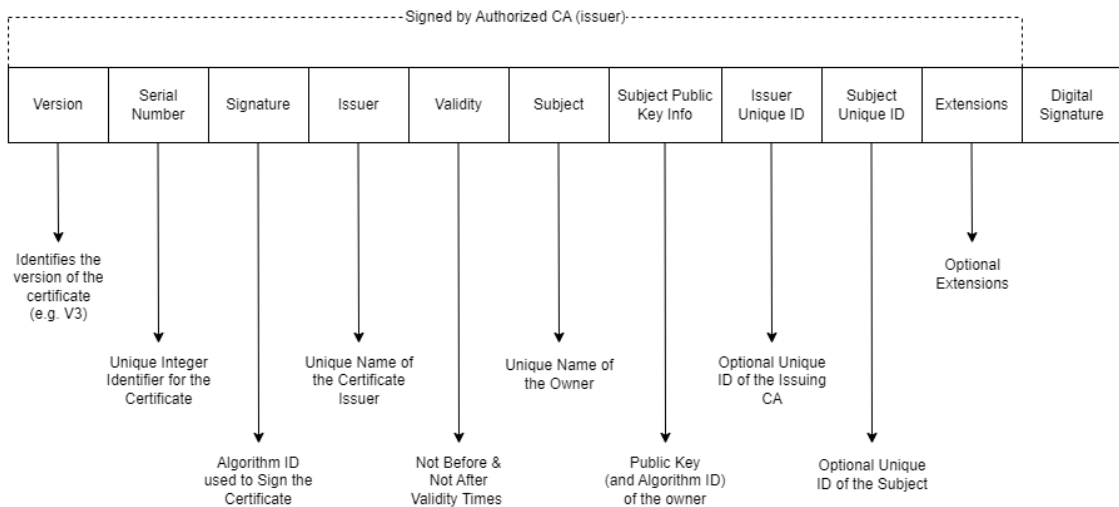 Signed by Authorized CA (issuer)
Version
Serial
Number
Signature
Issuer
Validity
Subject
Subject Public
Key Info
Issuer
Unique ID
Subject
Unique ID
Extensions
Digital
Signature
Identifies the
version of the
certificate
(e.g. V3)
Unique Integer
Identifier for the
Certificate
Algorithm ID
used to Sign the
Certificate
Unique Name of
the Certificate
Issuer
Not Before &
Not After
Validity Times
Unique Name of
the Owner
Public Key
(and Algorithm ID)
of the owner
Optional Unique
ID of the Issuing
CA
Optional Unique
ID of the Subject
Optional
Extensions